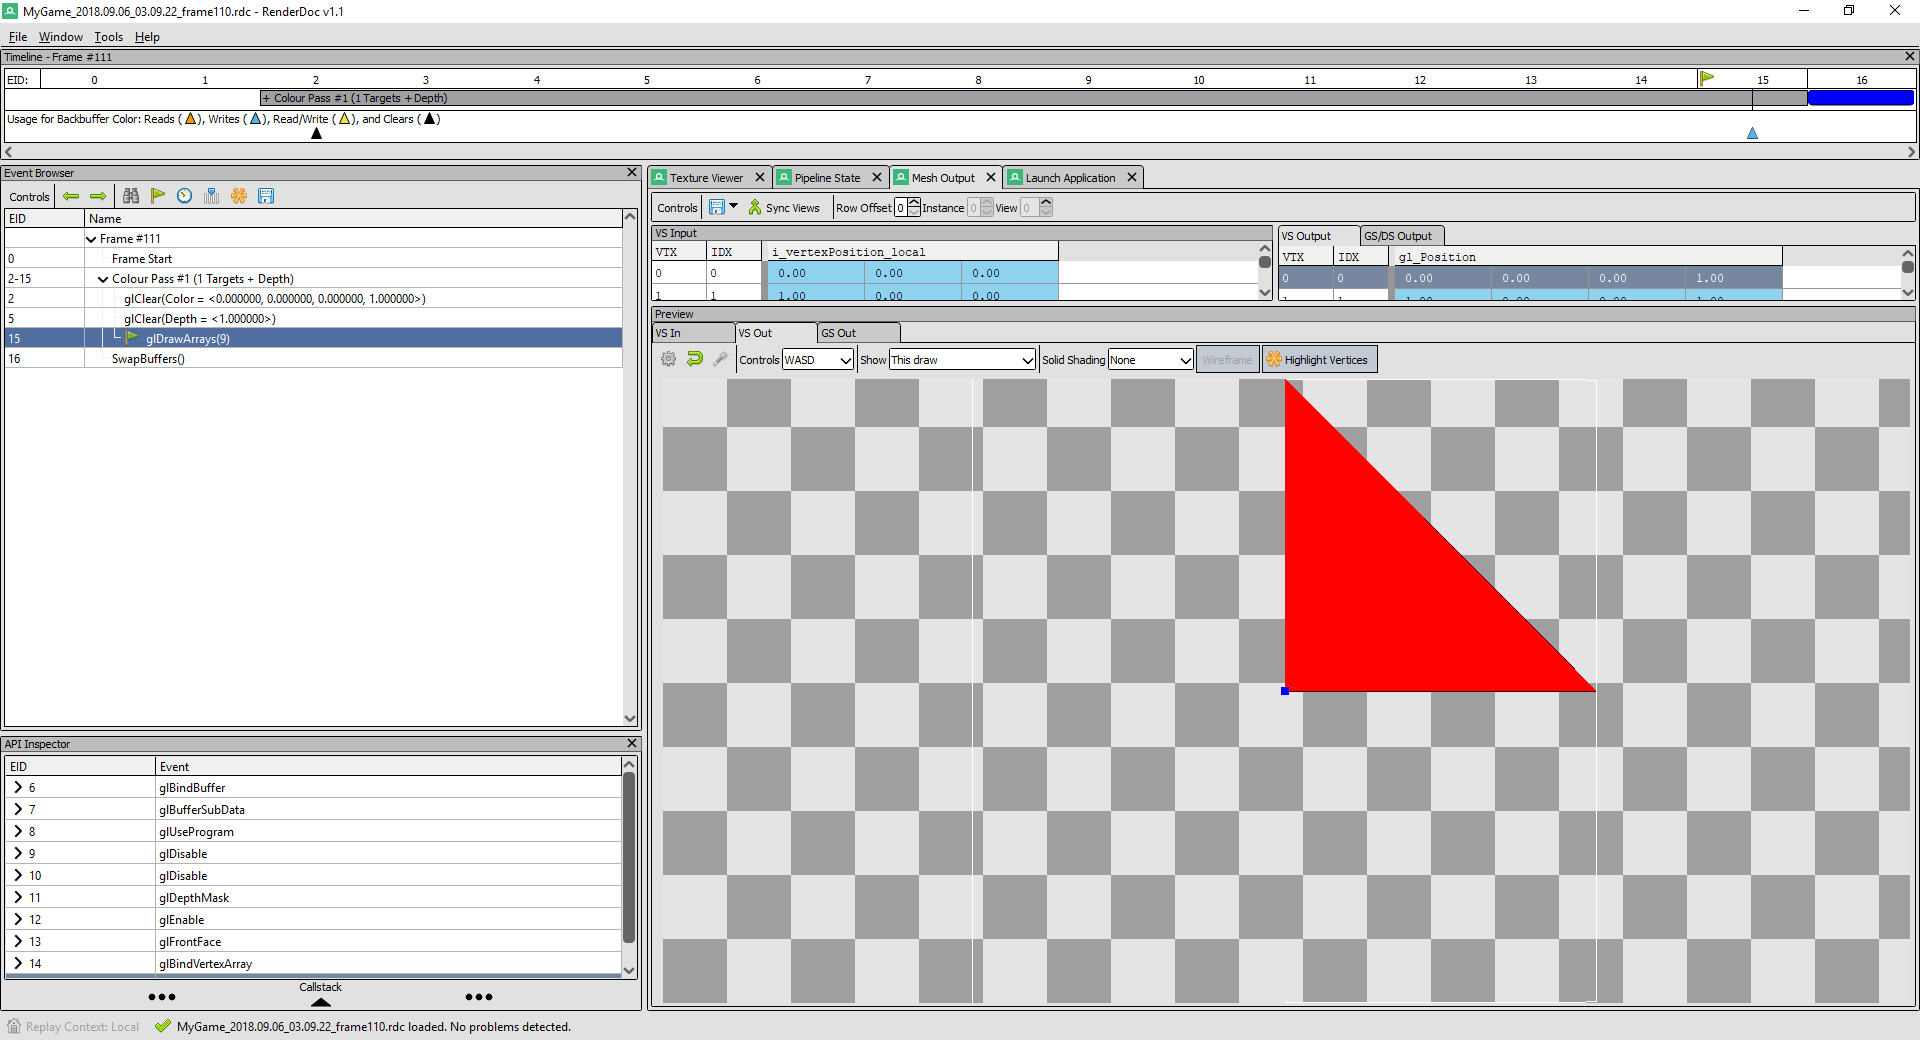 MyGame_2018.09.06_03.09.22_frame110.rdc - RenderDoc v1.1
File Window Tools Help
Timeline - Frame #111
EID: 0 1 2 3 4 5 6 7 8 9 10 11 12 13 14 15 16
+ Colour Pass #1 (1 Targets + Depth)
Usage for Backbuffer Color: Reads ( ), Writes ( ), Read/Write ( ), and Clears ( )
Event Browser
Controls
EID Name
Frame #111
0 Frame Start
2-15 Colour Pass #1 (1 Targets + Depth)
2 glClear(Color = <0.000000, 0.000000, 0.000000, 1.000000>)
5 glClear(Depth = <1.000000>)
15 glDrawArrays(9)
16 SwapBuffers()
API Inspector
EID Event
6 glBindBuffer
7 glBufferSubData
8 glUseProgram
9 glDisable
10 glDisable
11 glDepthMask
12 glEnable
13 glFrontFace
14 glBindVertexArray
Callstack
Texture Viewer Pipeline State Mesh Output Launch Application
Controls Sync Views Row Offset 0 Instance 0 View 0
VS Input
VTX IDX i_vertexPosition_local
0 0 0.00 0.00 0.00
1 1 1.00 0.00 0.00
VS Output GS/DS Output
VTX IDX gl_Position
0 0 0.00 0.00 0.00 1.00
1 1 1.00 0.00 0.00 1.00
Preview
VS In VS Out GS Out
Controls WASD Show This draw Solid Shading None Wireframe Highlight Vertices
Replay Context: Local MyGame_2018.09.06_03.09.22_frame110.rdc loaded. No problems detected.